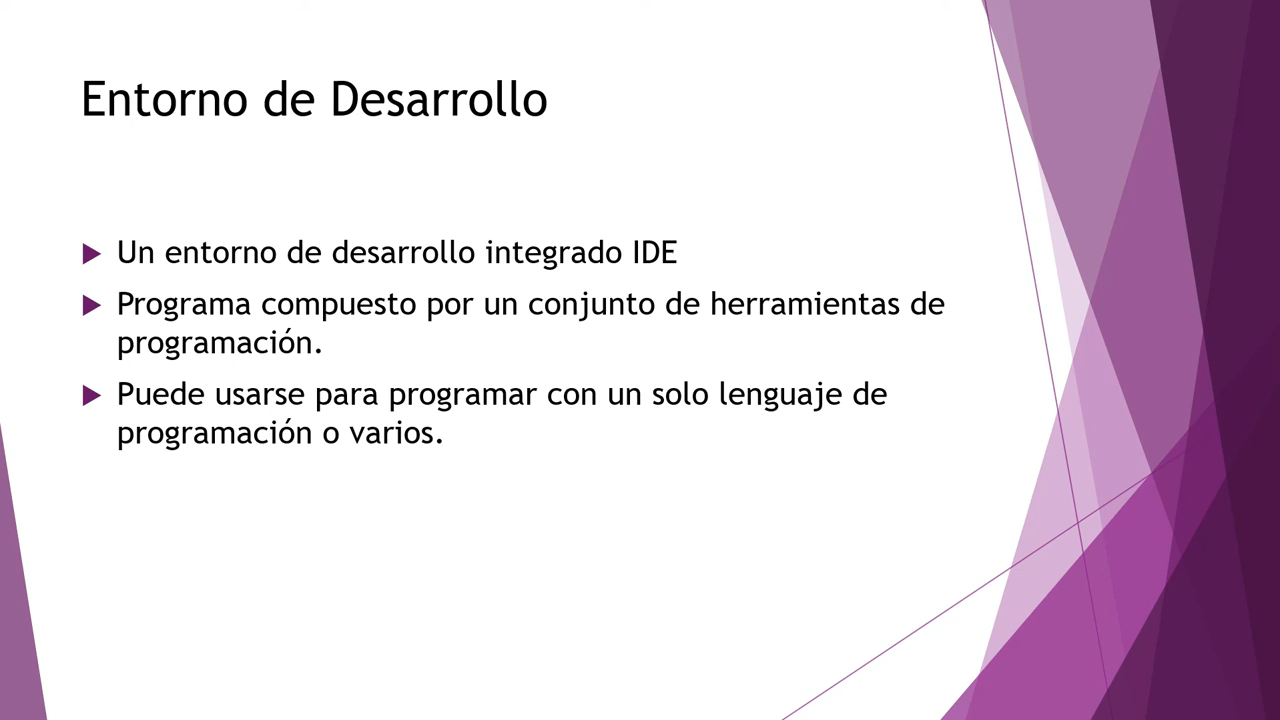 Entorno de Desarrollo
Un entorno de desarrollo integrado IDE
Programa compuesto por un conjunto de herramientas de
programación.
Puede usarse para programar con un solo lenguaje de
programación o varios.